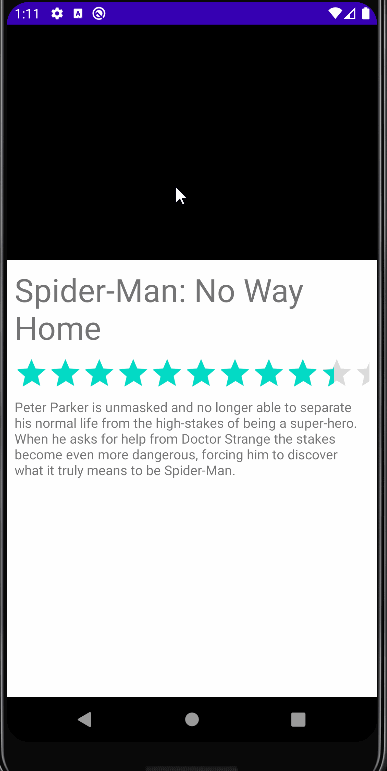 1:11
Spider-Man: No Way
Home
Peter Parker is unmasked and no longer able to separate
his normal life from the high-stakes of being a super-hero.
When he asks for help from Doctor Strange the stakes
become even more dangerous, forcing him to discover
what it truly means to be Spider-Man.